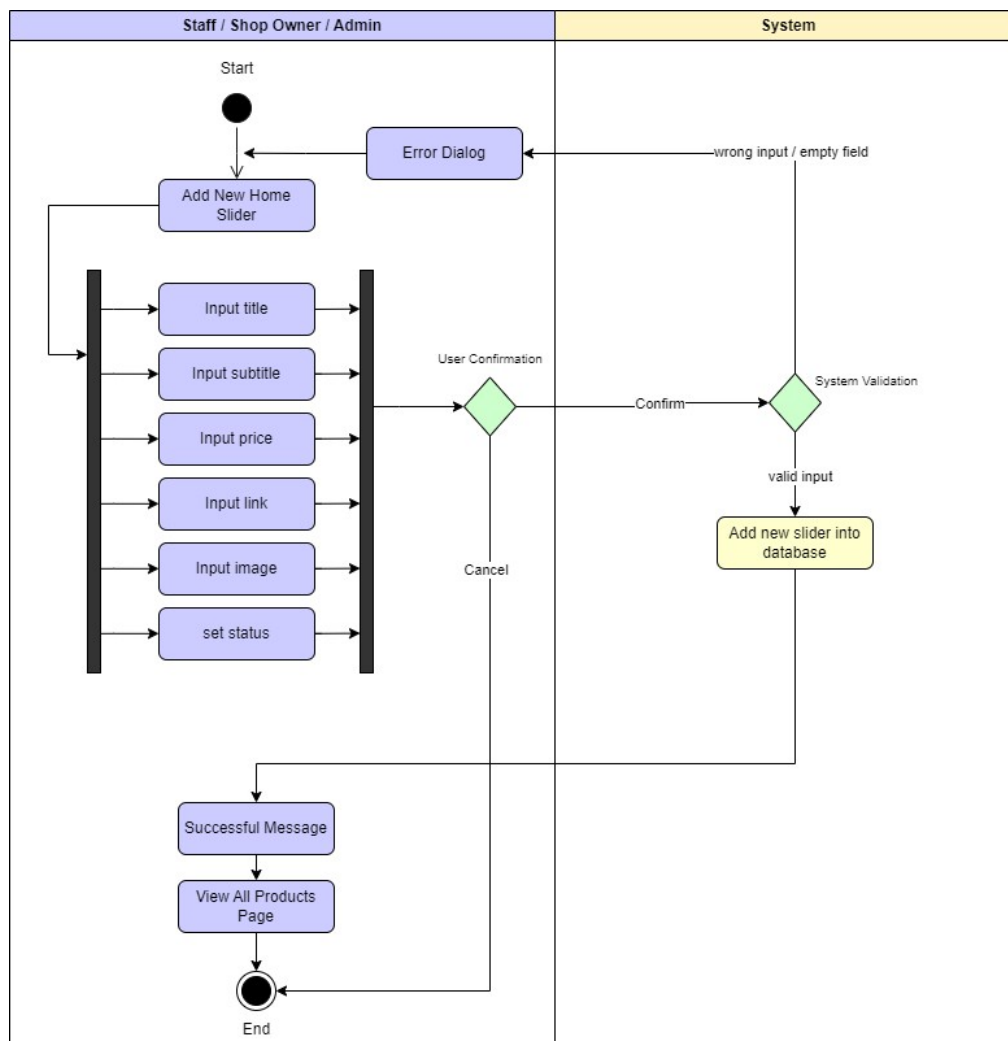 Staff / Shop Owner / Admin
System
Start
Error Dialog
wrong input / empty field
Add New Home
Slider
Input title
Input subtitle
Input price
Input link
Input image
set status
User Confirmation
Confirm
System Validation
valid input
Add new slider into
database
Cancel
Successful Message
View All Products
Page
End